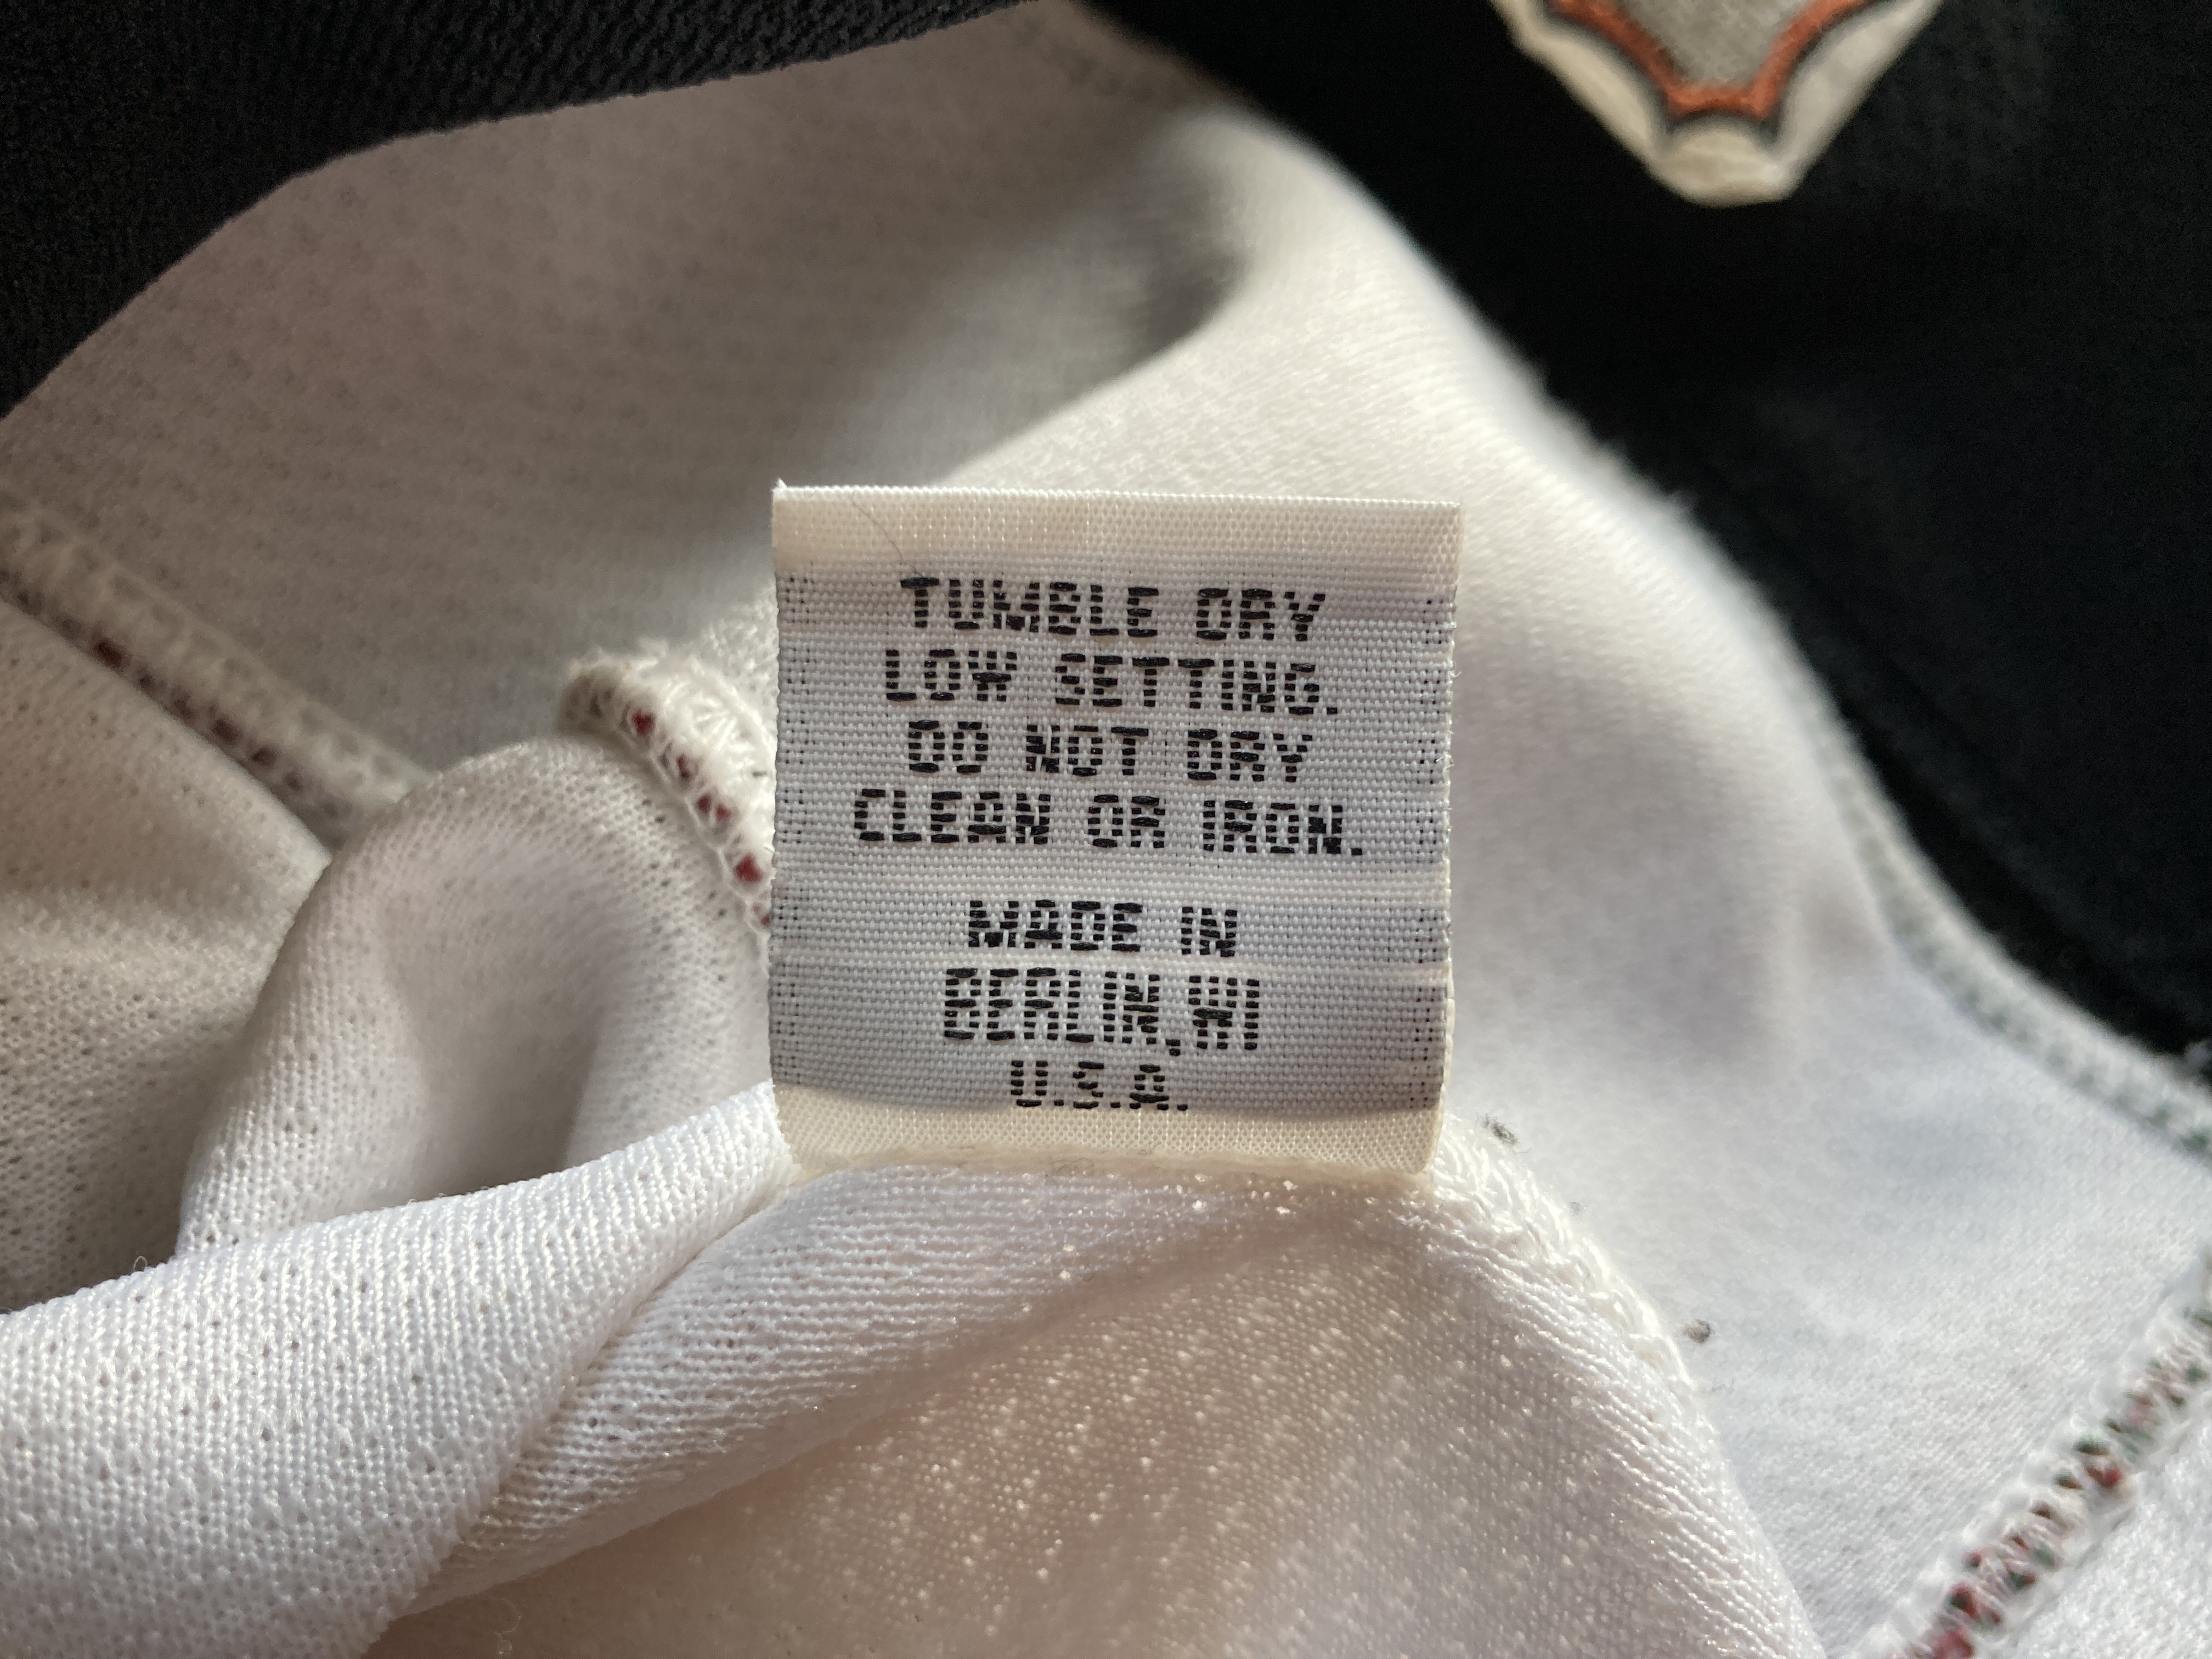 TUMBLE DRY
LOW SETTING.
DO NOT DRY
CLEAN OR IRON.
MADE IN
BERLIN,WI
U.S.A.